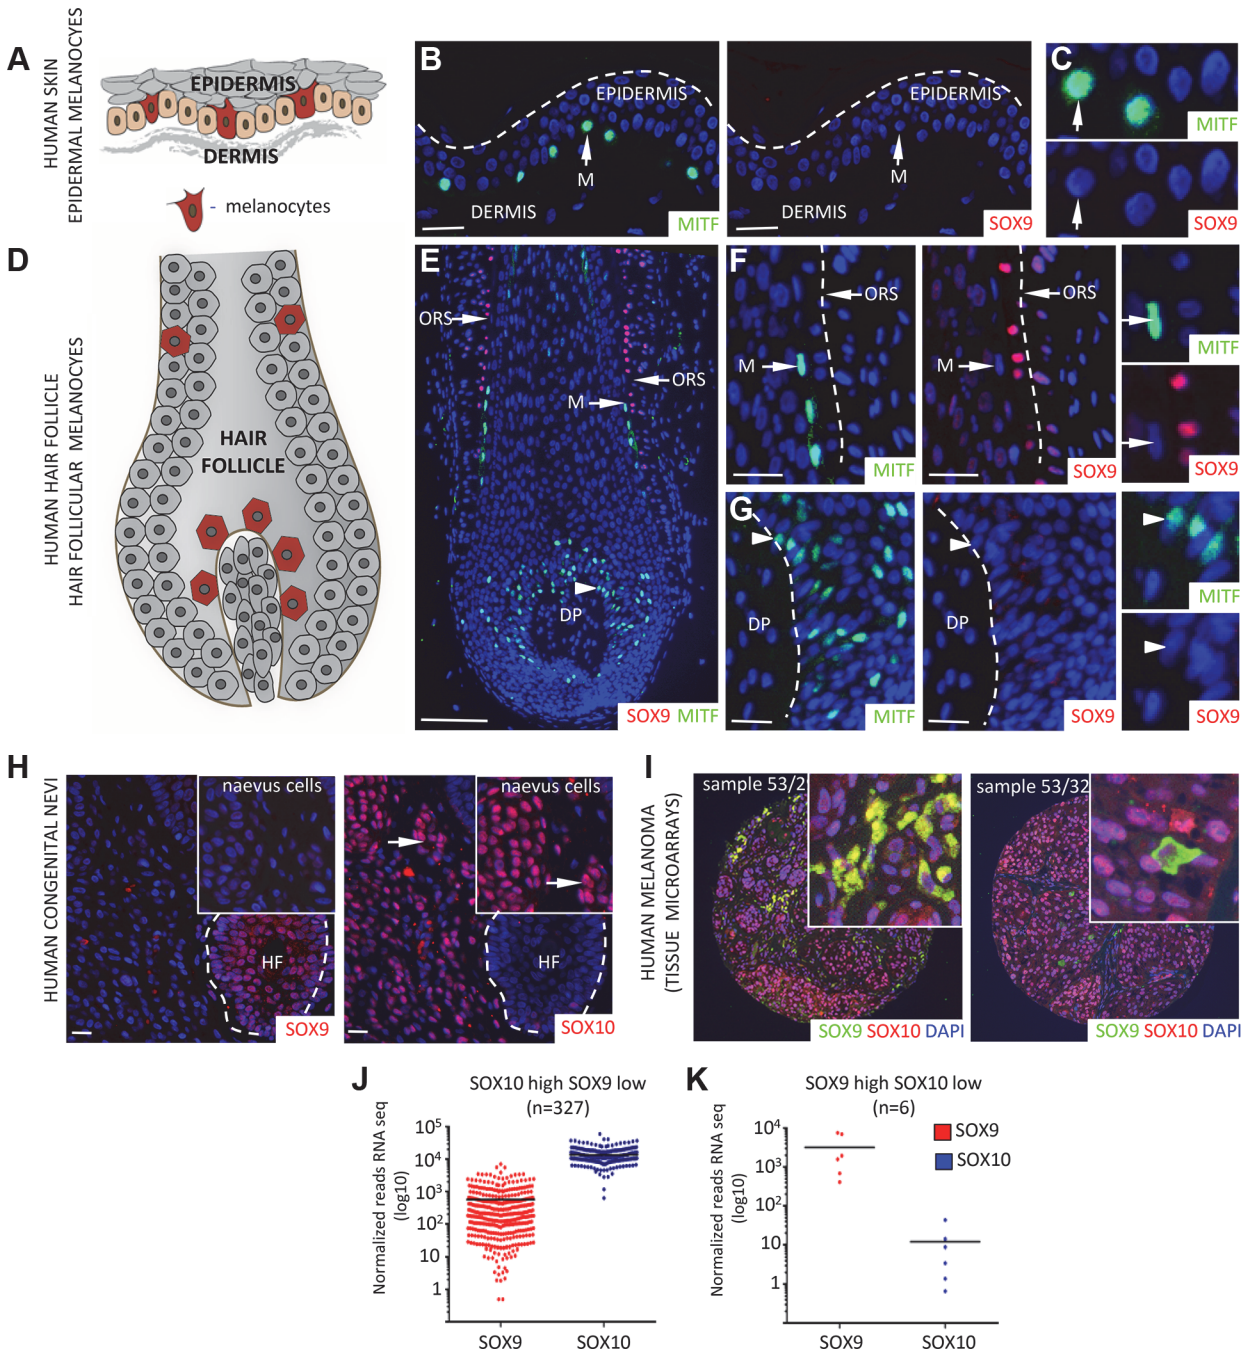 A
HUMAN SKIN
EPIDERMAL MELANOCYES
EPIDERMIS
DERMIS
- melanocytes
B
EPIDERMIS
M
DERMIS
MITF
EPIDERMIS
M
DERMIS
SOX9
C
MITF
SOX9
D
HUMAN HAIR FOLLICLE
HAIR FOLLICULAR MELANOCYES
HAIR
FOLLICLE
E
ORS
ORS
M
DP
SOX9 MITF
F
ORS
M
MITF
ORS
M
SOX9
MITF
SOX9
G
DP
MITF
DP
SOX9
MITF
SOX9
H
HUMAN CONGENITAL NEVI
naevus cells
HF
SOX9
naevus cells
HF
SOX10
I
HUMAN MELANOMA
(TISSUE MICROARRAYS)
sample 53/2
SOX9 SOX10 DAPI
sample 53/32
SOX9 SOX10 DAPI
J
SOX10 high SOX9 low
(n=327)
Normalized reads RNA seq
(log10)
10⁵
10⁴
10³
10²
10
1
SOX9
SOX10
K
SOX9 high SOX10 low
(n=6)
Normalized reads RNA seq
(log10)
10⁴
10³
10²
10
1
SOX9
SOX10
SOX9
SOX10